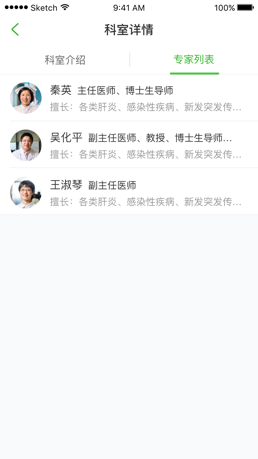 Sketch 9:41 AM 100%
科室详情
科室介绍 专家列表
秦英 主任医师、博士生导师
擅长：各类肝炎、感染性疾病、新发突发传...
吴化平 副主任医师、教授、博士生导师...
擅长：各类肝炎、感染性疾病、新发突发传...
王淑琴 副主任医师
擅长：各类肝炎、感染性疾病、新发突发传...